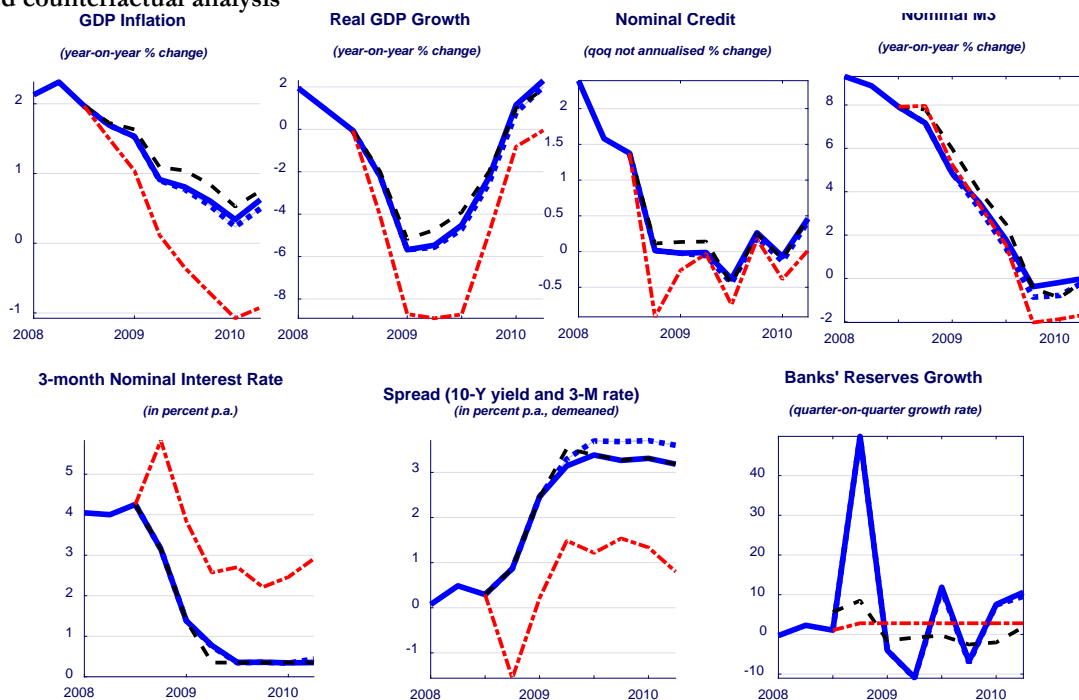 d counterfactual analysis
GDP Inflation
(year-on-year % change)
2
1
0
-1
2008 2009 2010
Real GDP Growth
(year-on-year % change)
2
0
-2
-4
-6
-8
2008 2009 2010
Nominal Credit
(qoq not annualised % change)
2
1.5
1
0.5
0
-0.5
2008 2009 2010
Nominal M3
(year-on-year % change)
8
6
4
2
0
-2
2008 2009 2010
3-month Nominal Interest Rate
(in percent p.a.)
5
4
3
2
1
0
2008 2009 2010
Spread (10-Y yield and 3-M rate)
(in percent p.a., demeaned)
3
2
1
0
-1
2008 2009 2010
Banks' Reserves Growth
(quarter-on-quarter growth rate)
40
30
20
10
0
-10
2008 2009 2010